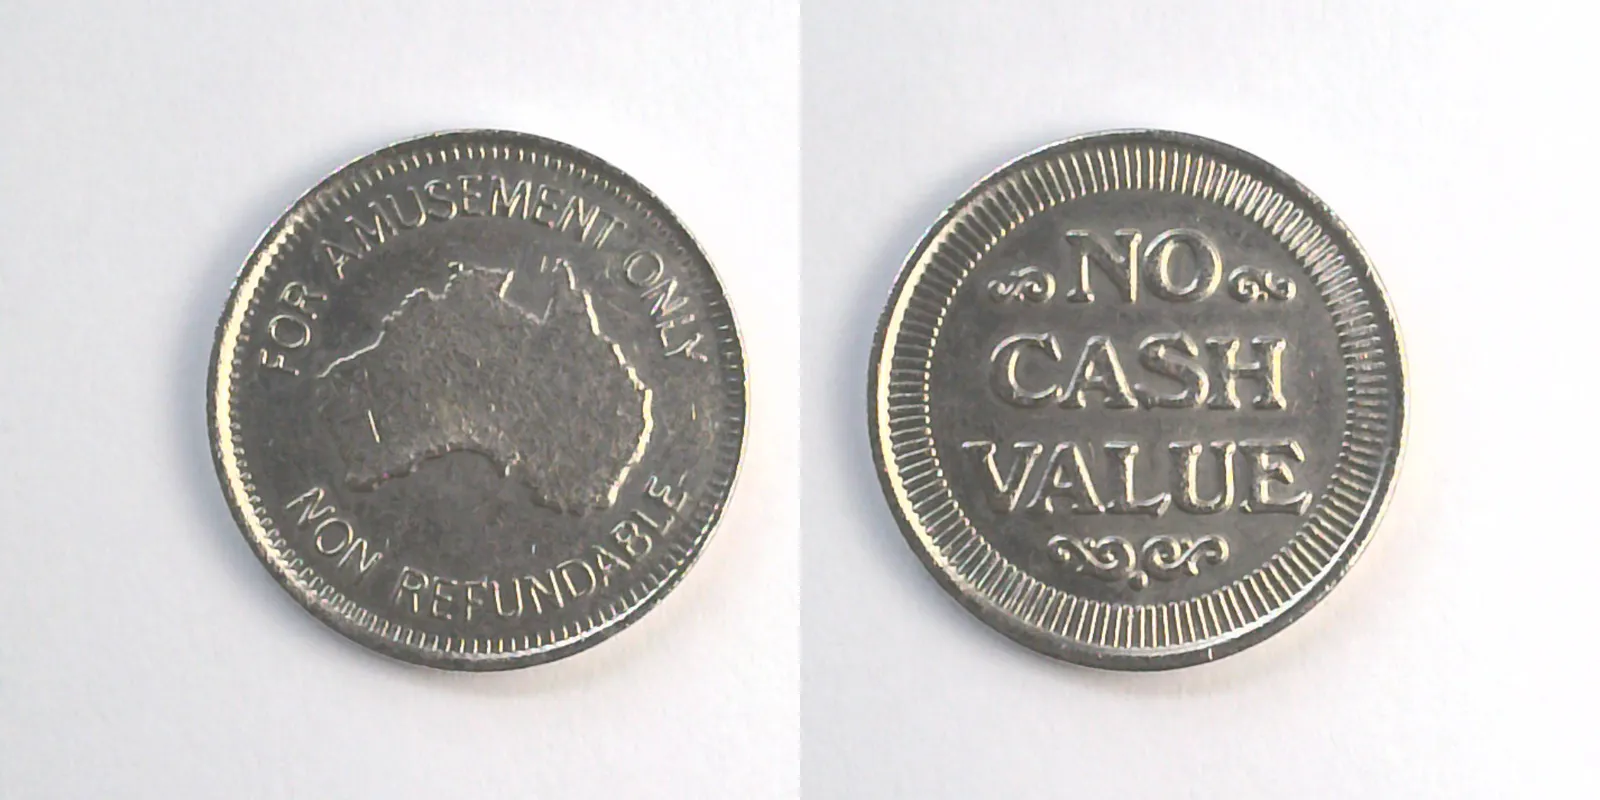 FOR AMUSEMENT ONLY
NON REFUNDABLE
NO
CASH
VALUE